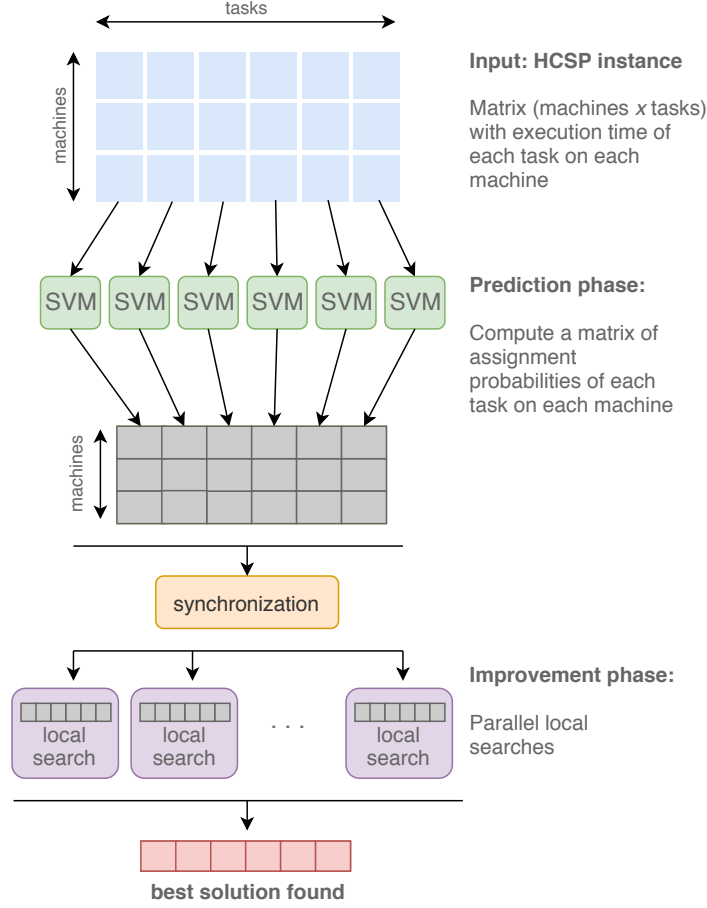 tasks
machines
Input: HCSP instance
Matrix (machines x tasks)
with execution time of
each task on each
machine
SVM SVM SVM SVM SVM SVM
Prediction phase:
Compute a matrix of
assignment
probabilities of each
task on each machine
machines
synchronization
Improvement phase:
Parallel local
searches
local
search
local
search
. . .
local
search
best solution found